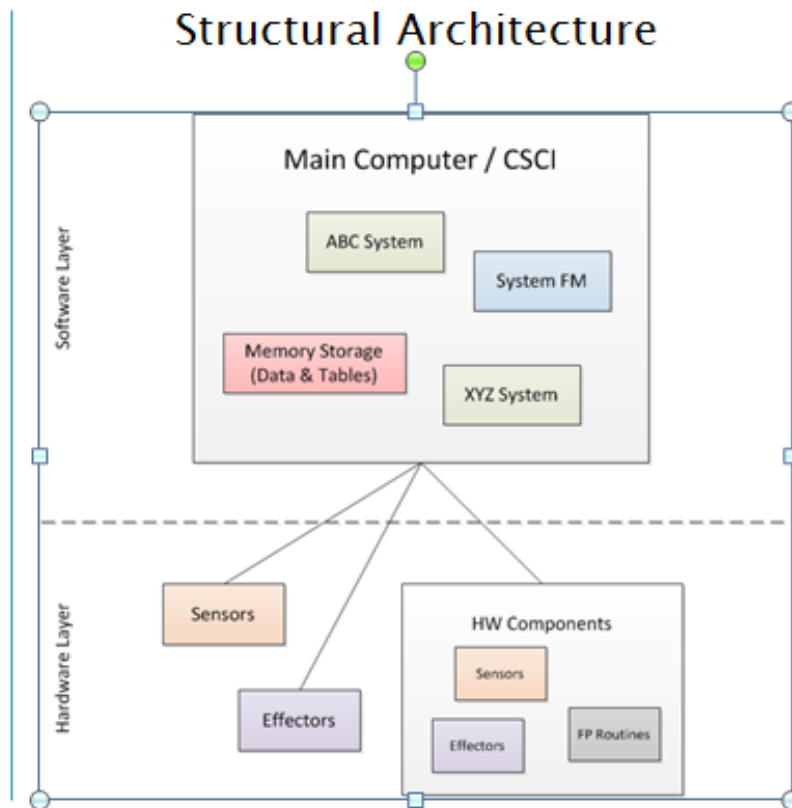 Structural Architecture
Main Computer / CSCI
ABC System
System FM
Memory Storage
(Data & Tables)
XYZ System
Software Layer
Sensors
Effectors
HW Components
Sensors
Effectors
FP Routines
Hardware Layer